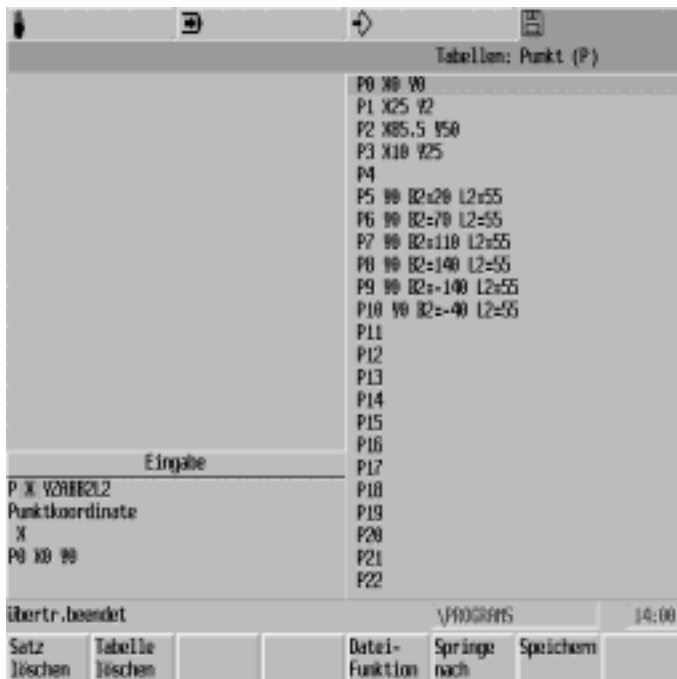 Tabellen: Punkt (P)
P0 X0 Y0
P1 X25 Y2
P2 X85.5 Y50
P3 X10 Y25
P4
P5 Y0 B2=20 L2=55
P6 Y0 B2=70 L2=55
P7 Y0 B2=110 L2=55
P8 Y0 B2=140 L2=55
P9 Y0 B2=-140 L2=55
P10 Y0 B2=-40 L2=55
P11
P12
P13
P14
P15
P16
P17
P18
P19
P20
P21
P22
Eingabe
P X
Punktkoordinate
X
P0 X0 Y0
übertr.beendet
\PROGRAMS
14:00
Satz löschen
Tabelle löschen
Datei-Funktion
Springe nach
Speichern